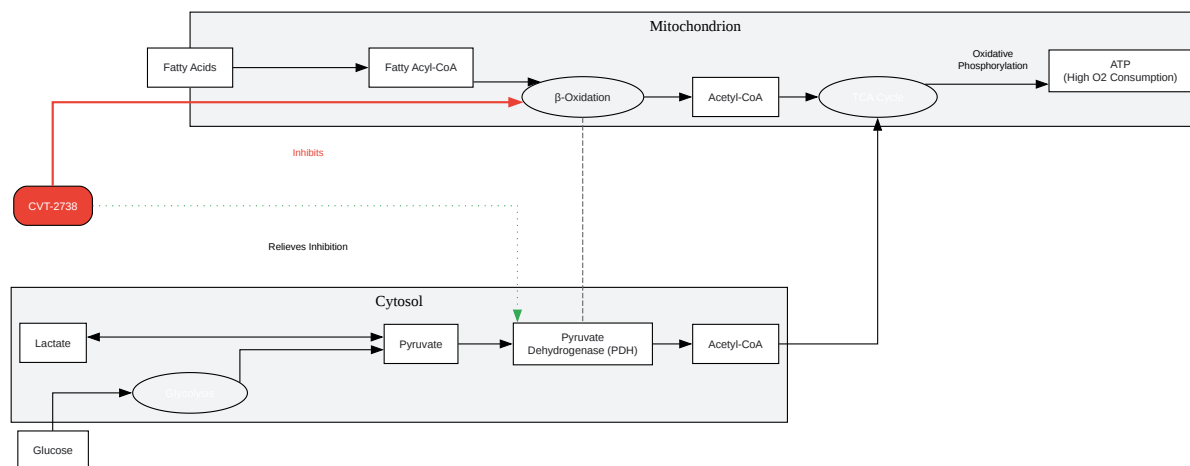 Mitochondrion
Oxidative
Phosphorylation
Fatty Acids
Fatty Acyl-CoA
β-Oxidation
Acetyl-CoA
TCA Cycle
ATP
(High O2 Consumption)
Inhibits
CVT-2738
Relieves Inhibition
Cytosol
Lactate
Pyruvate
Pyruvate
Dehydrogenase (PDH)
Acetyl-CoA
Glycolysis
Glucose